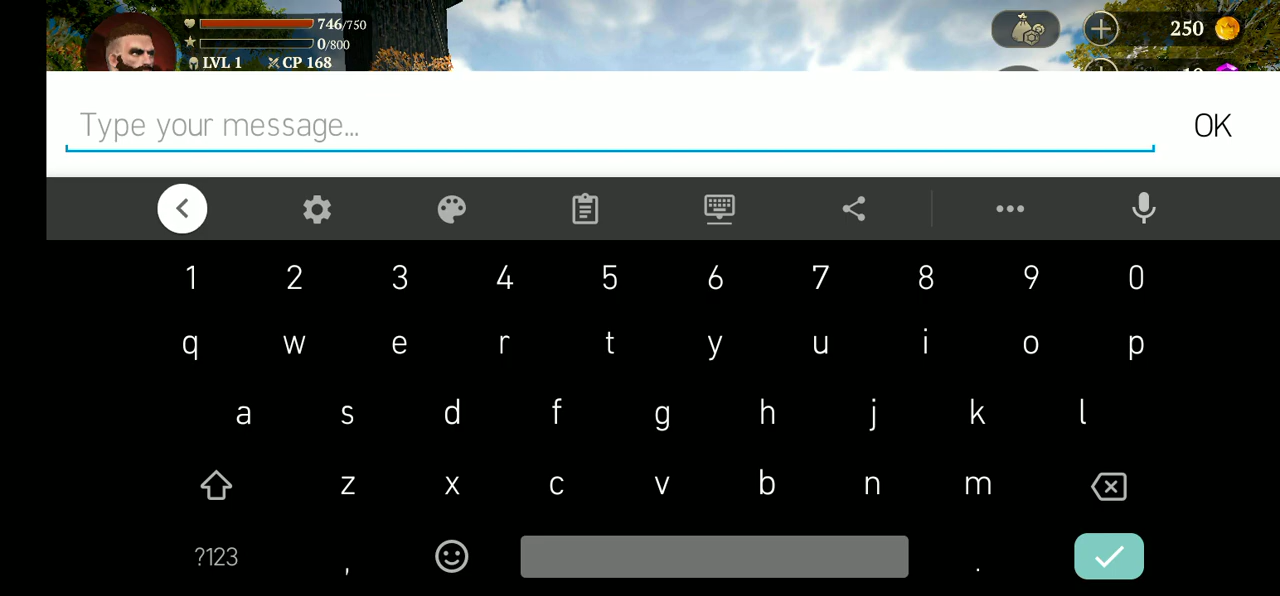 746/750
250
0/800
LVL 1 CP 168
Type your message...
OK
1 2 3 4 5 6 7 8 9 0
q w e r t y u i o p
a s d f g h j k l
z x c v b n m
?123 , .